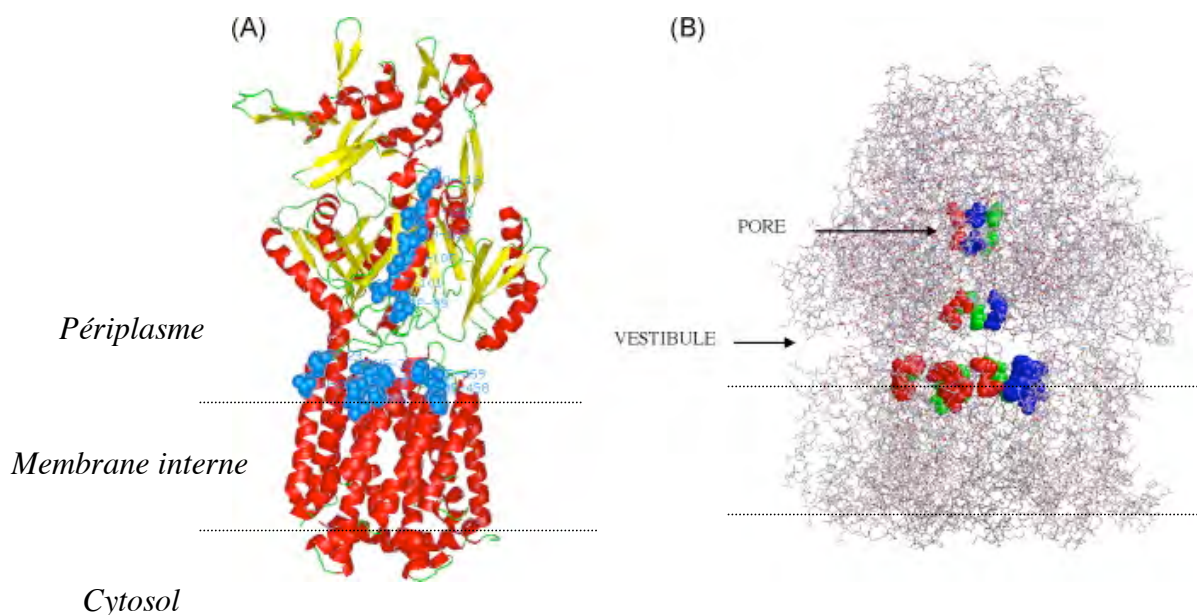 (A)
(B)
PORE
Périplasme
VESTIBULE
Membrane interne
Cytosol